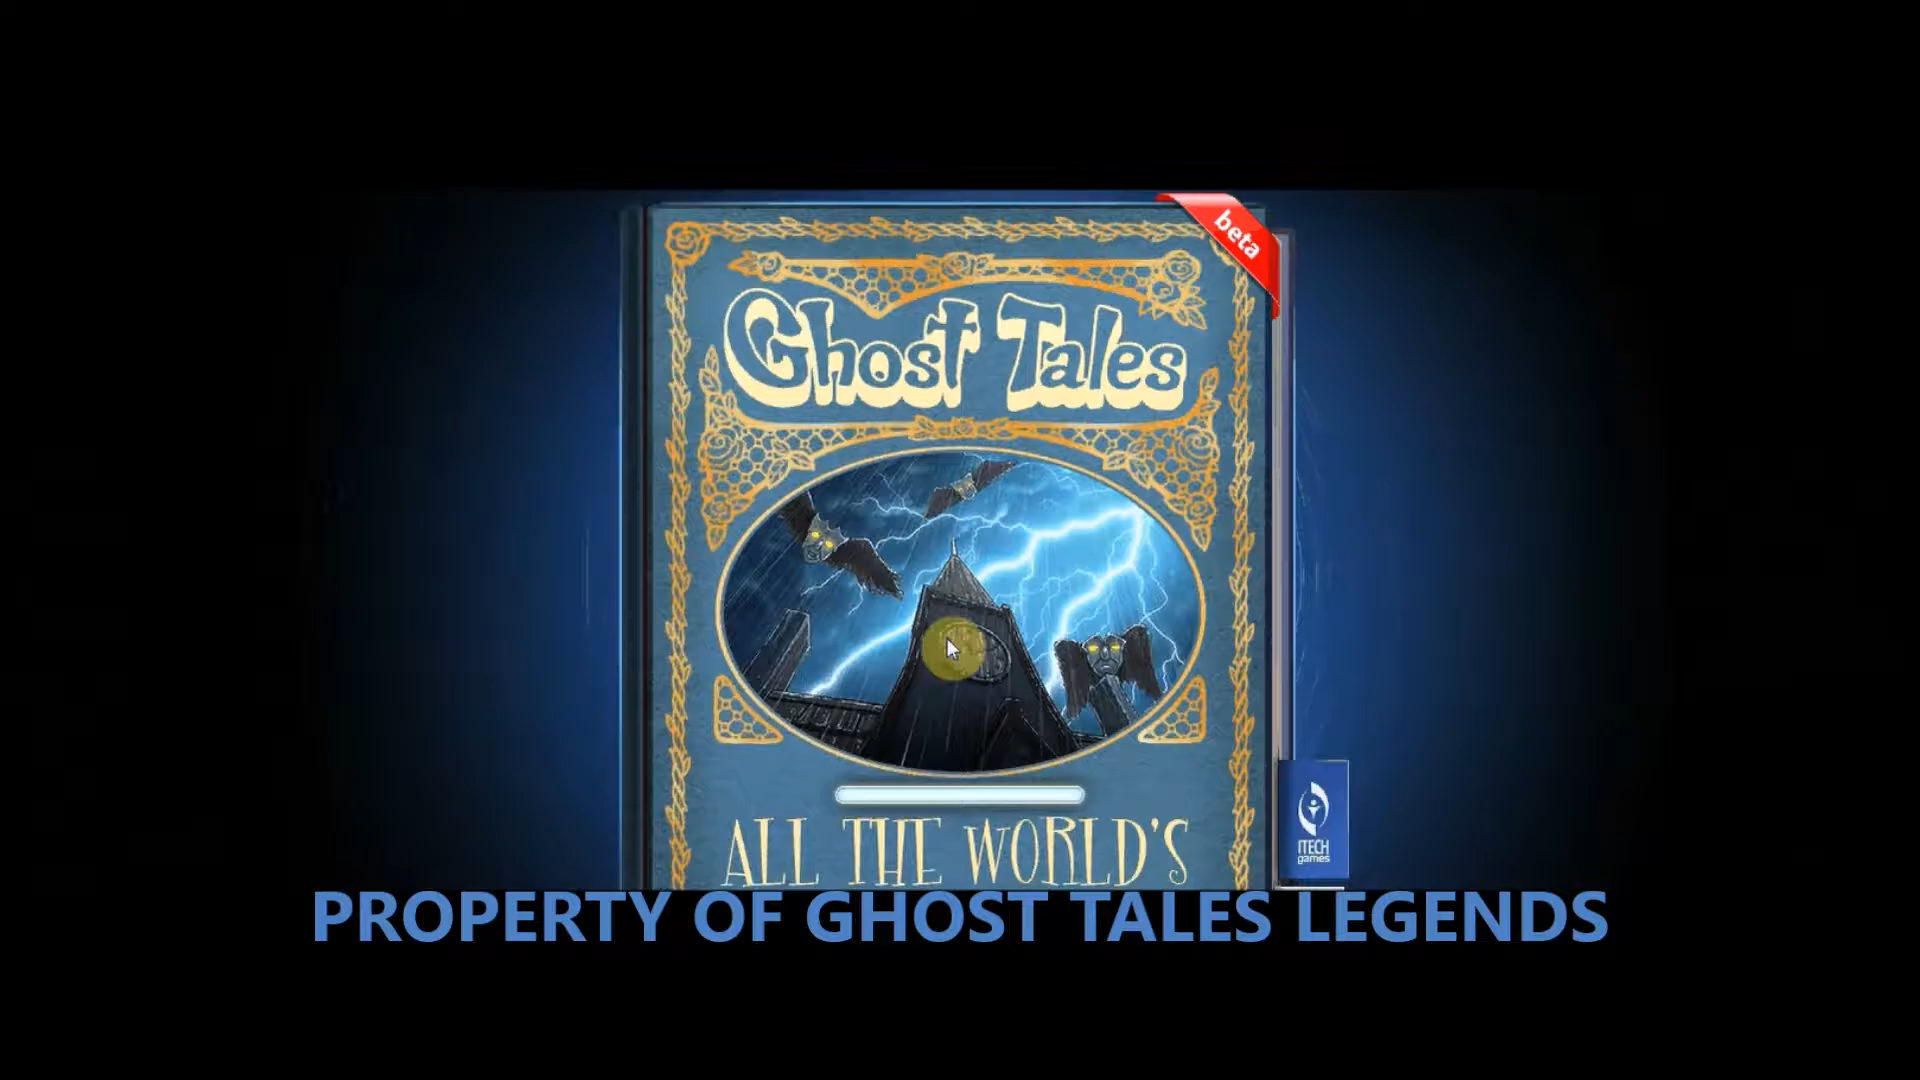 beta
Ghost Tales
ALL THE WORLD'S
ITECH
games
PROPERTY OF GHOST TALES LEGENDS